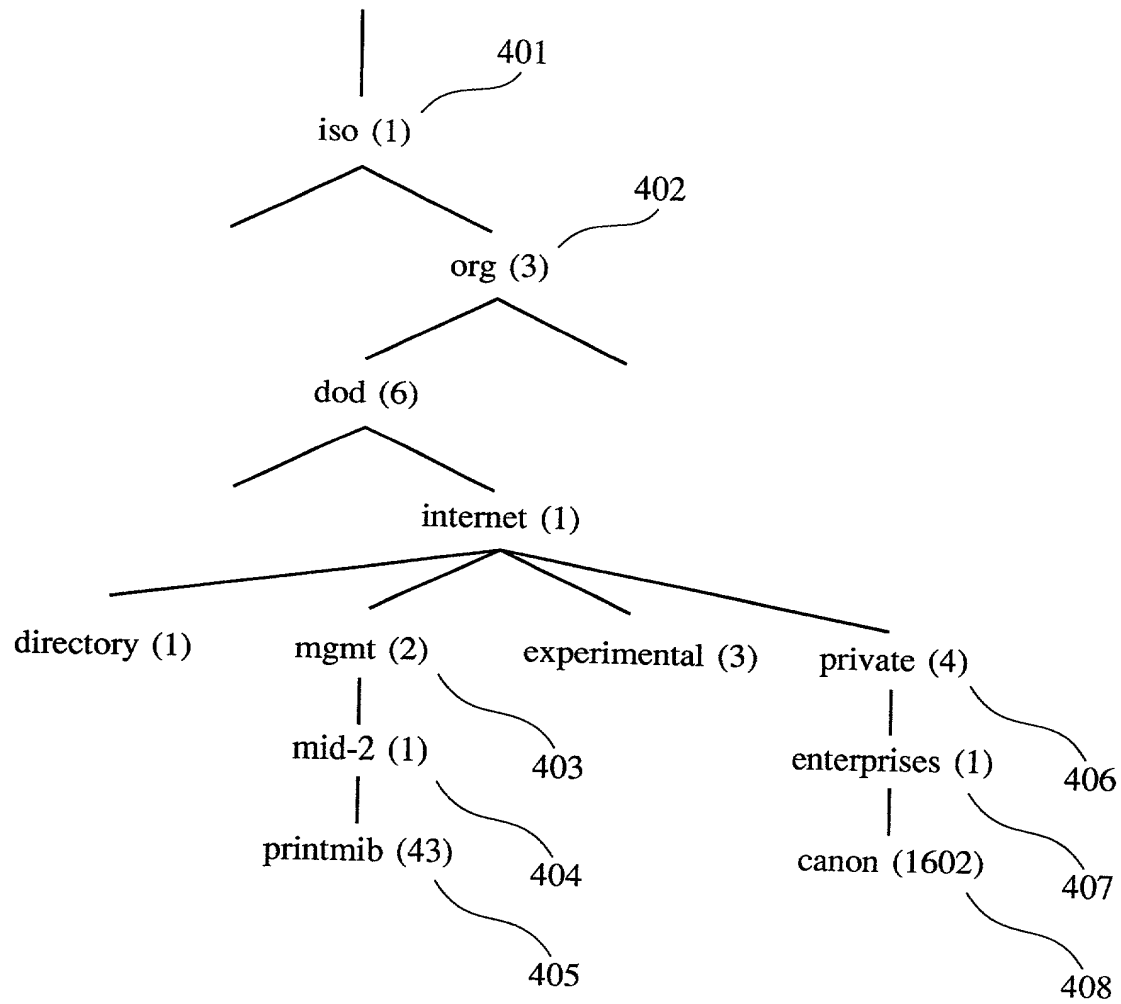 401
iso (1)
402
org (3)
dod (6)
internet (1)
directory (1) mgmt (2) experimental (3) private (4)
403 406
mid-2 (1) enterprises (1)
404 407
printmib (43) canon (1602)
405 408